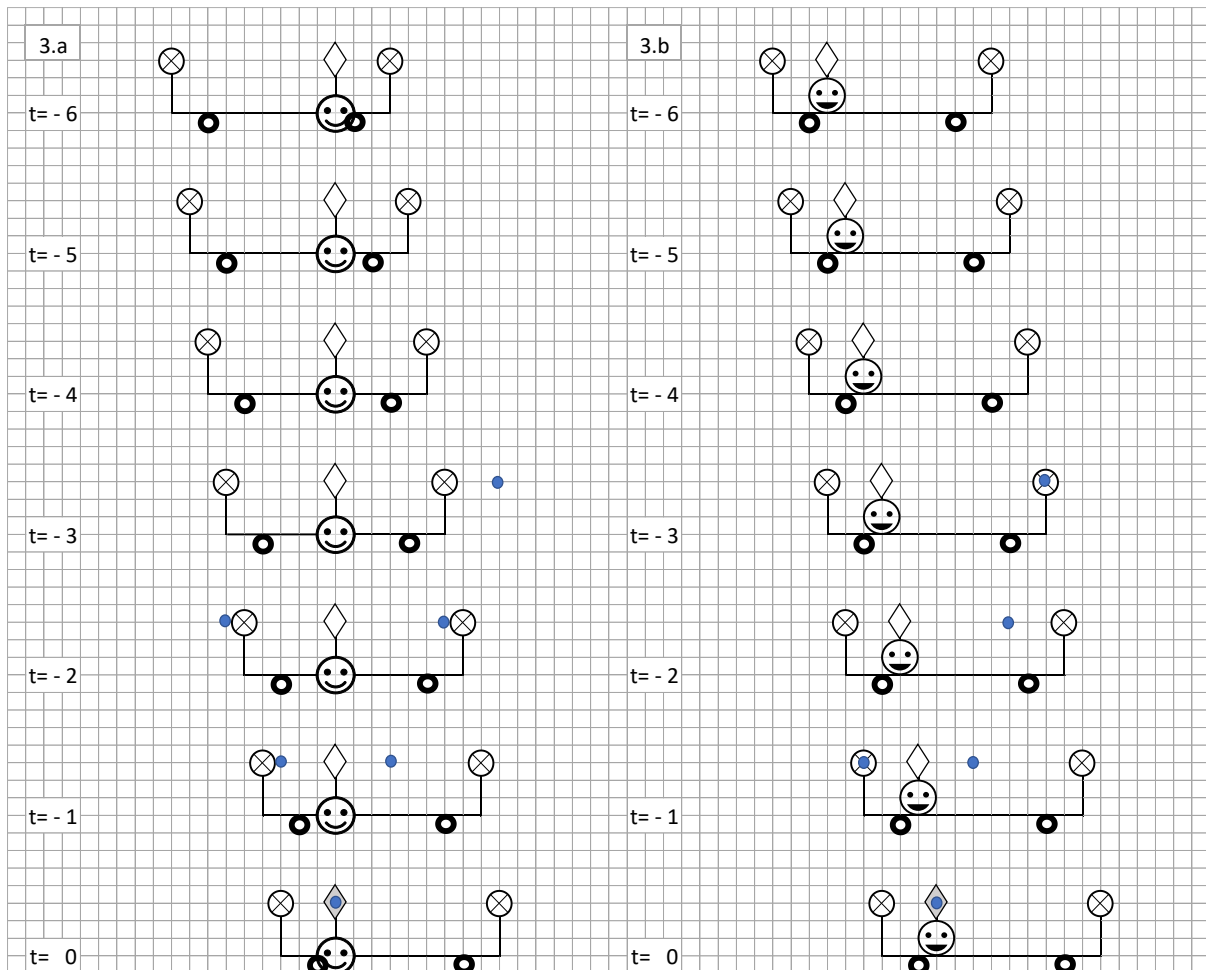 3.a 3.b
t= - 6 t= - 6
t= - 5 t= - 5
t= - 4 t= - 4
t= - 3 t= - 3
t= - 2 t= - 2
t= - 1 t= - 1
t= 0 t= 0